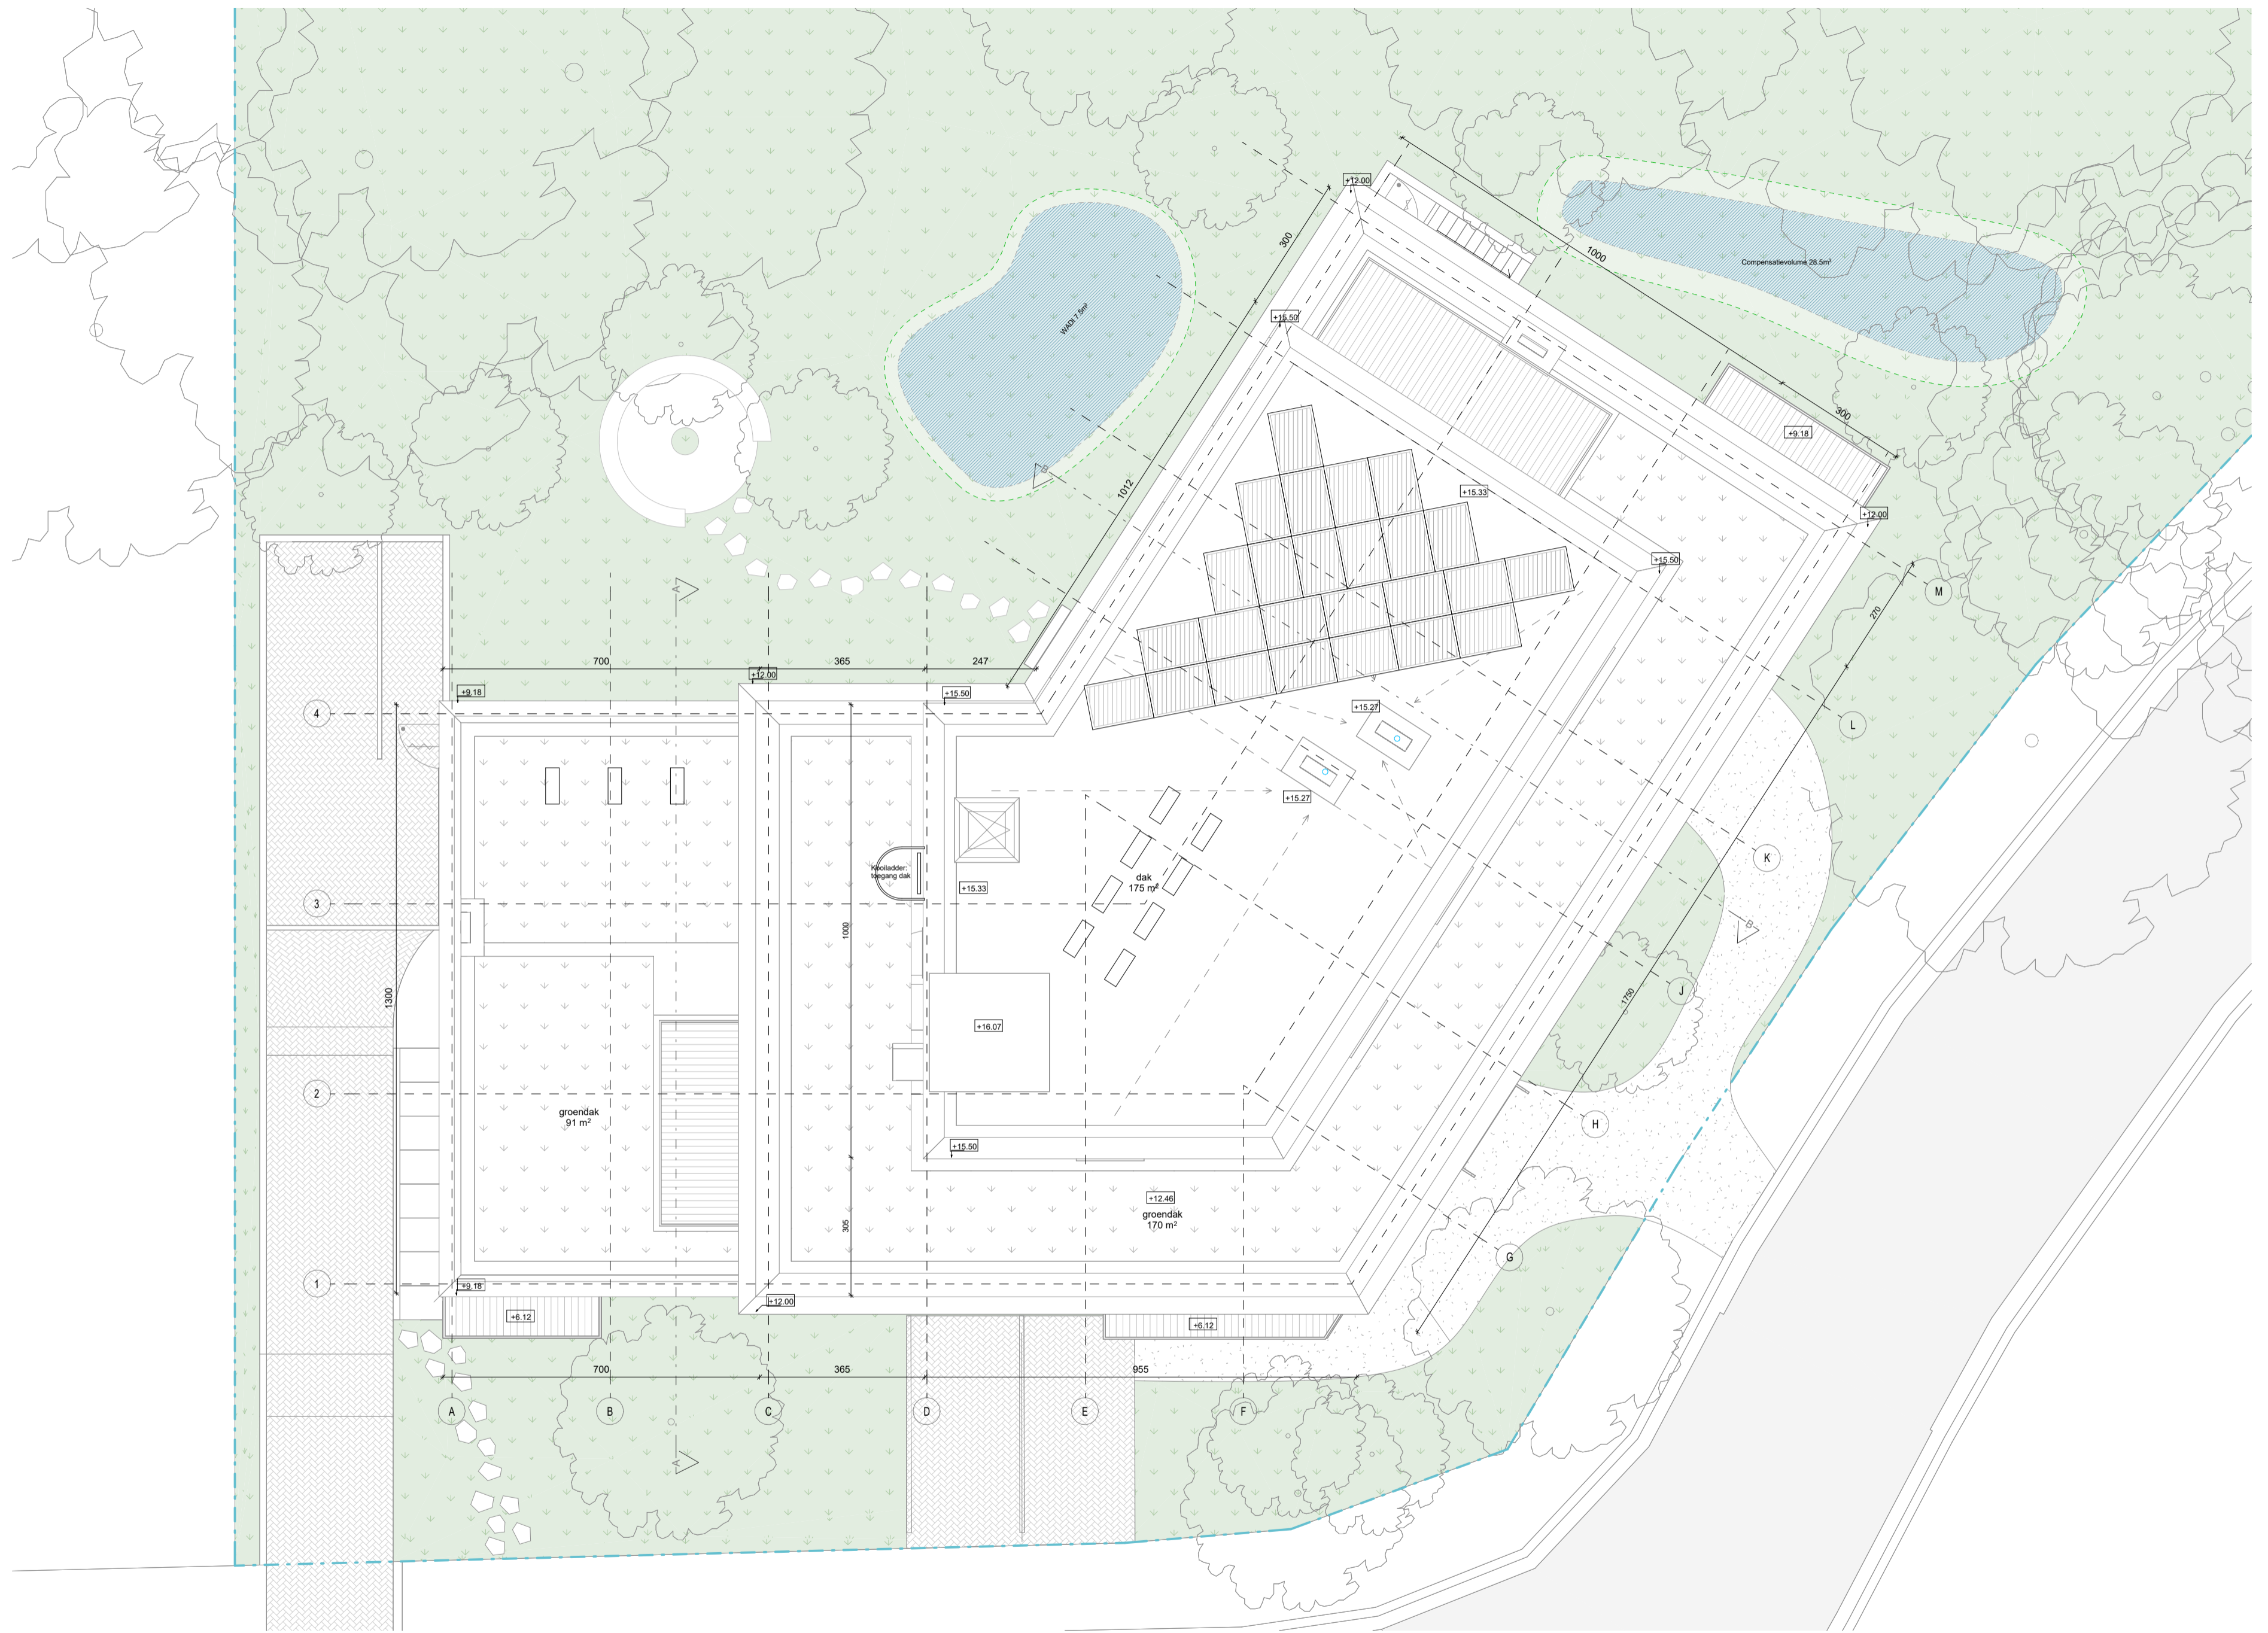 +12.00
300
1000
Compensatievolume 28.5m³
WADI 7.5m²
+15.50
300
+9.18
B
1012
+15.33
+12.00
+15.50
A
M
270
700
365
247
+12.00
+9.18
+15.50
4
L
+15.27
+15.27
Kooiladder:
toegang dak
dak
175 m²
K
+15.33
3
1000
B
J
1300
1750
+16.07
2
groendak
91 m²
H
+15.50
+12.46
groendak
170 m²
305
G
1
+9.18
+12.00
+6.12
+6.12
700
365
955
A
B
C
D
E
F
A